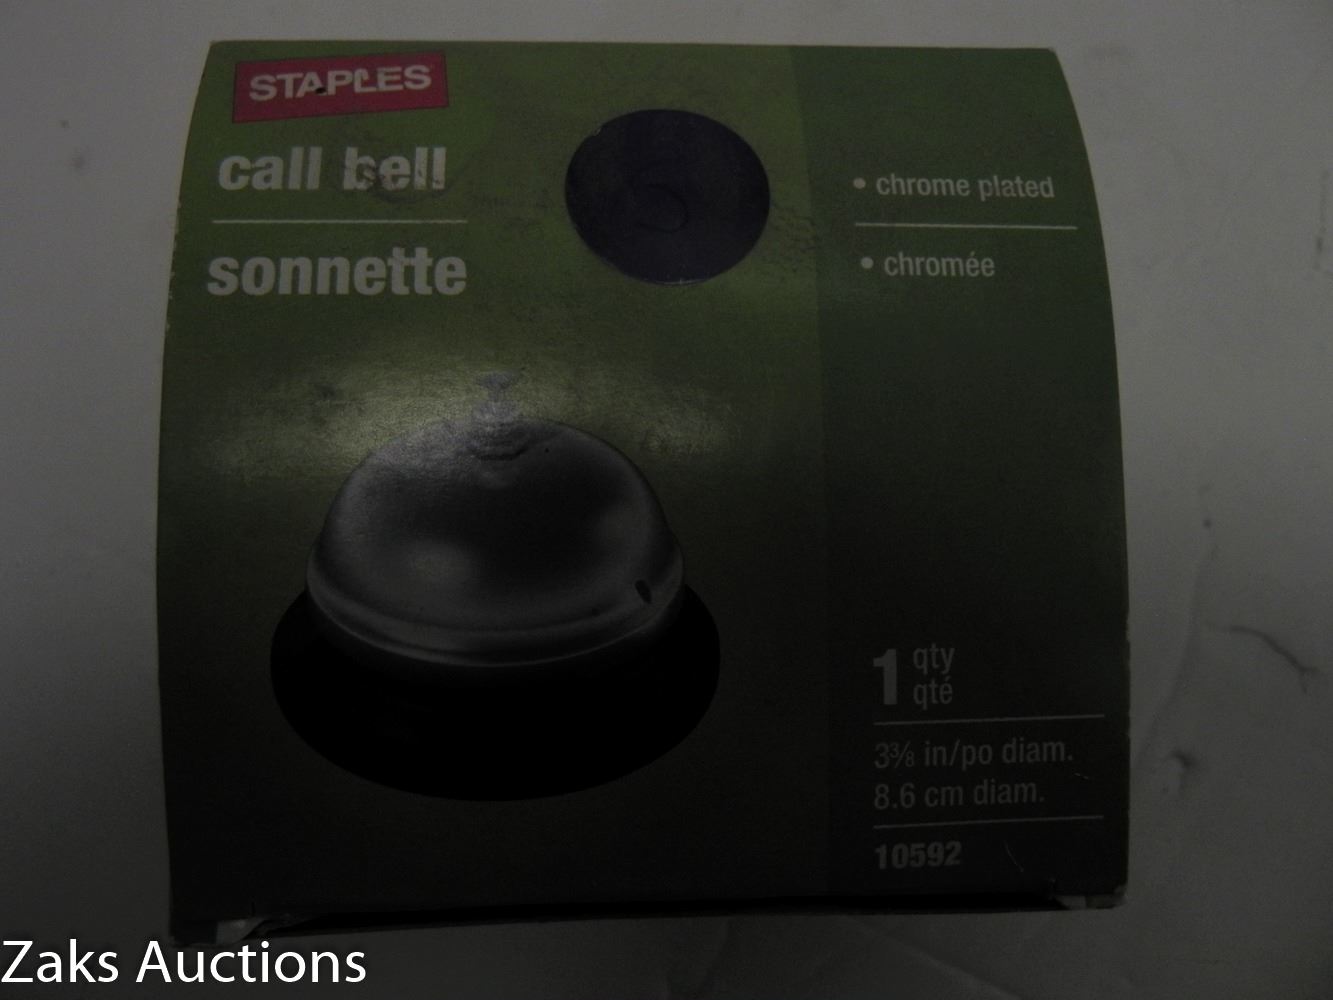 STAPLES
call bell
sonnette
• chrome plated
• chromée
1 qty
qté
3⅜ in/po diam.
8.6 cm diam.
10592
Zaks Auctions